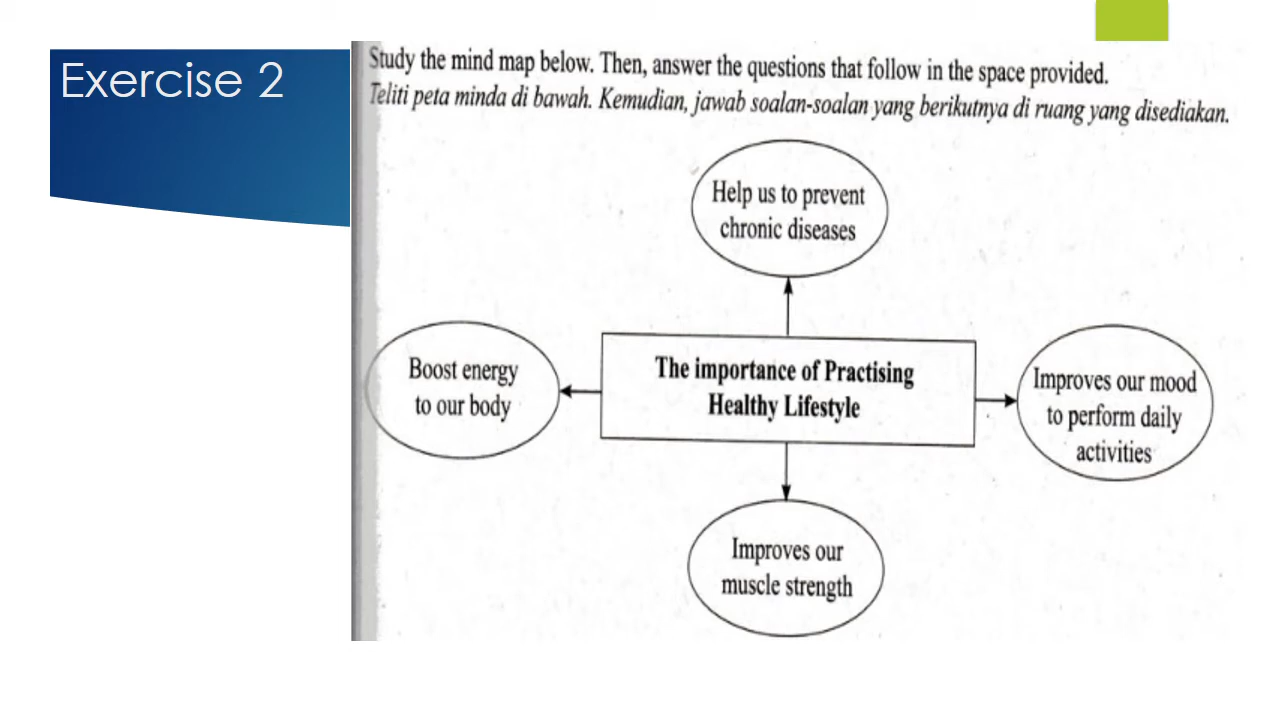 Exercise 2
Study the mind map below. Then, answer the questions that follow in the space provided.
Teliti peta minda di bawah. Kemudian, jawab soalan-soalan yang berikutnya di ruang yang disediakan.
Help us to prevent
chronic diseases
Boost energy
to our body
The importance of Practising
Healthy Lifestyle
Improves our mood
to perform daily
activities
Improves our
muscle strength